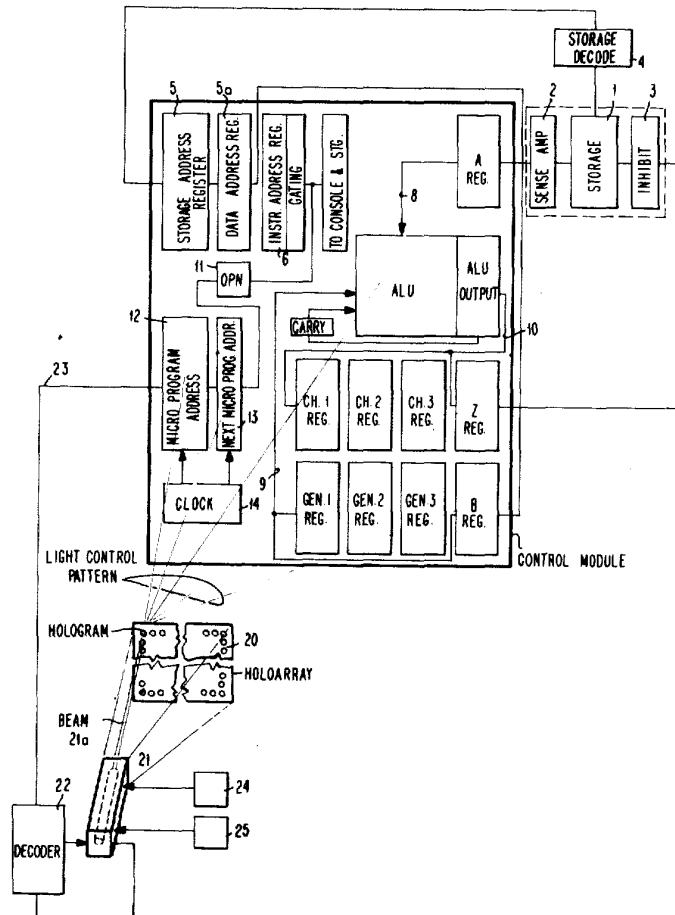 STORAGE DECODE
4
5
5a
2
1
3
STORAGE ADDRESS REGISTER
DATA ADDRESS REG.
INSTR ADDRESS REG.
GATING
6
TO CONSOLE & STG.
A REG.
SENSE AMP
STORAGE
INHIBIT
8
11
OPN
ALU
ALU OUTPUT
CARRY
10
12
23
MICRO PROGRAM ADDRESS
NEXT MICRO PROG ADDR.
13
CH.1 REG.
CH.2 REG.
CH.3 REG.
Z REG.
9
CLOCK
14
GEN.1 REG.
GEN.2 REG.
GEN.3 REG.
B REG.
CONTROL MODULE
LIGHT CONTROL PATTERN
HOLOGRAM
20
HOLOARRAY
BEAM 21a
21
22
24
25
DECODER